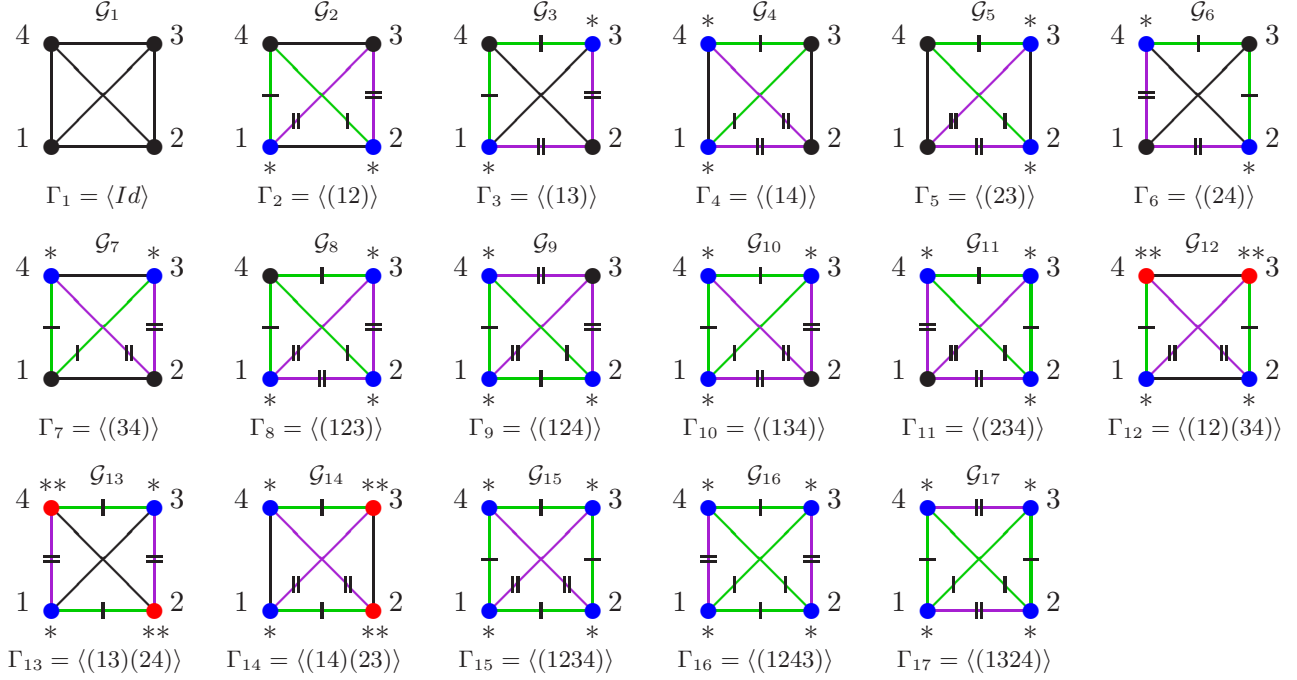 𝒢₁ 𝒢₂ 𝒢₃ 𝒢₄ 𝒢₅ 𝒢₆
4 3 4 3 * 4 3 * * 4 3 4 3 * * 4 3
1 2 1 2 1 2 1 2 1 2 1 2
* * * * * *
Γ₁ = ⟨Id⟩ Γ₂ = ⟨(12)⟩ Γ₃ = ⟨(13)⟩ Γ₄ = ⟨(14)⟩ Γ₅ = ⟨(23)⟩ Γ₆ = ⟨(24)⟩
𝒢₇ 𝒢₈ 𝒢₉ 𝒢₁₀ 𝒢₁₁ 𝒢₁₂
* 4 3 * 4 3 * * 4 3 * 4 3 * * 4 3 * ** 4 3 **
1 2 1 2 1 2 1 2 1 2 1 2
* * * * * * * *
Γ₇ = ⟨(34)⟩ Γ₈ = ⟨(123)⟩ Γ₉ = ⟨(124)⟩ Γ₁₀ = ⟨(134)⟩ Γ₁₁ = ⟨(234)⟩ Γ₁₂ = ⟨(12)(34)⟩
𝒢₁₃ 𝒢₁₄ 𝒢₁₅ 𝒢₁₆ 𝒢₁₇
** 4 3 * * 4 3 ** * 4 3 * * 4 3 * * 4 3 *
1 2 1 2 1 2 1 2 1 2
* ** * ** * * * * * *
Γ₁₃ = ⟨(13)(24)⟩ Γ₁₄ = ⟨(14)(23)⟩ Γ₁₅ = ⟨(1234)⟩ Γ₁₆ = ⟨(1243)⟩ Γ₁₇ = ⟨(1324)⟩